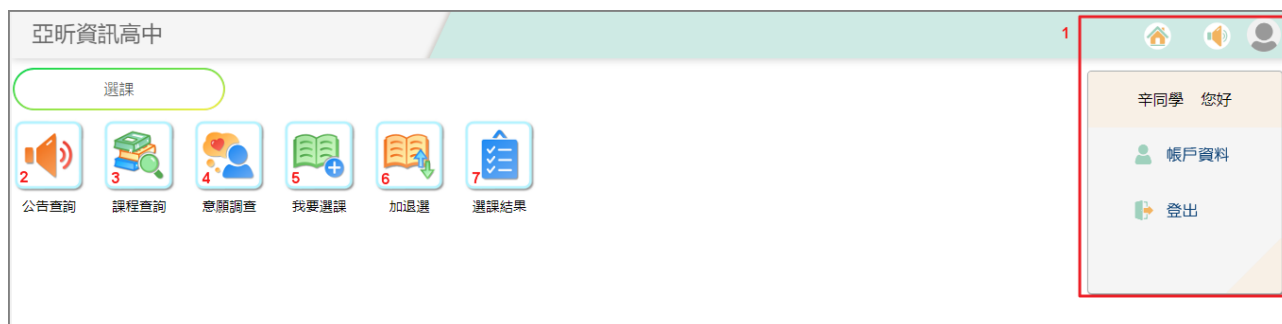 亞昕資訊高中
1
選課
辛同學 您好
帳戶資料
登出
2
3
4
5
6
7
公告查詢 課程查詢 意願調查 我要選課 加退選 選課結果